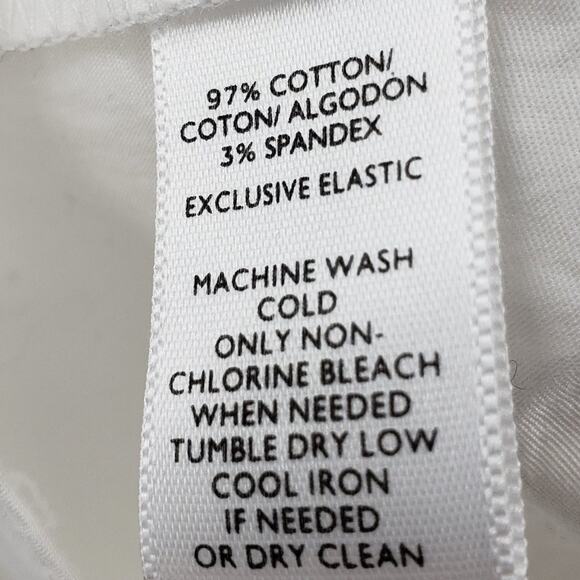 97% COTTON/
COTON/ ALGODÓN
3% SPANDEX
EXCLUSIVE ELASTIC
MACHINE WASH
COLD
ONLY NON-
CHLORINE BLEACH
WHEN NEEDED
TUMBLE DRY LOW
COOL IRON
IF NEEDED
OR DRY CLEAN